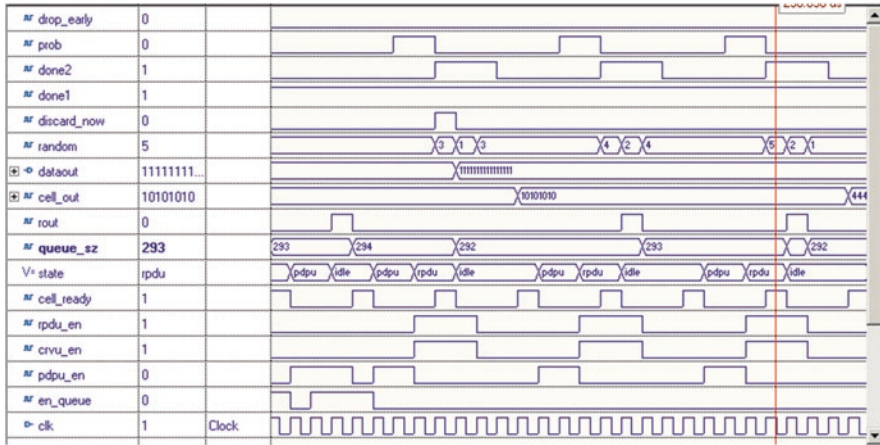 drop_early 0
prob 0
done2 1
done1 1
discard_now 0
random 5 3 1 3 4 2 4 5 2 1
dataout 11111111... 1111111111111111
cell_out 10101010 10101010 444
rout 0
queue_sz 293 293 294 292 293 292
state rpdu pdpu idle pdpu rpdu idle pdpu rpdu idle pdpu rpdu idle
cell_ready 1
rpdu_en 1
crvu_en 1
pdpu_en 0
en_queue 0
clk 1 Clock